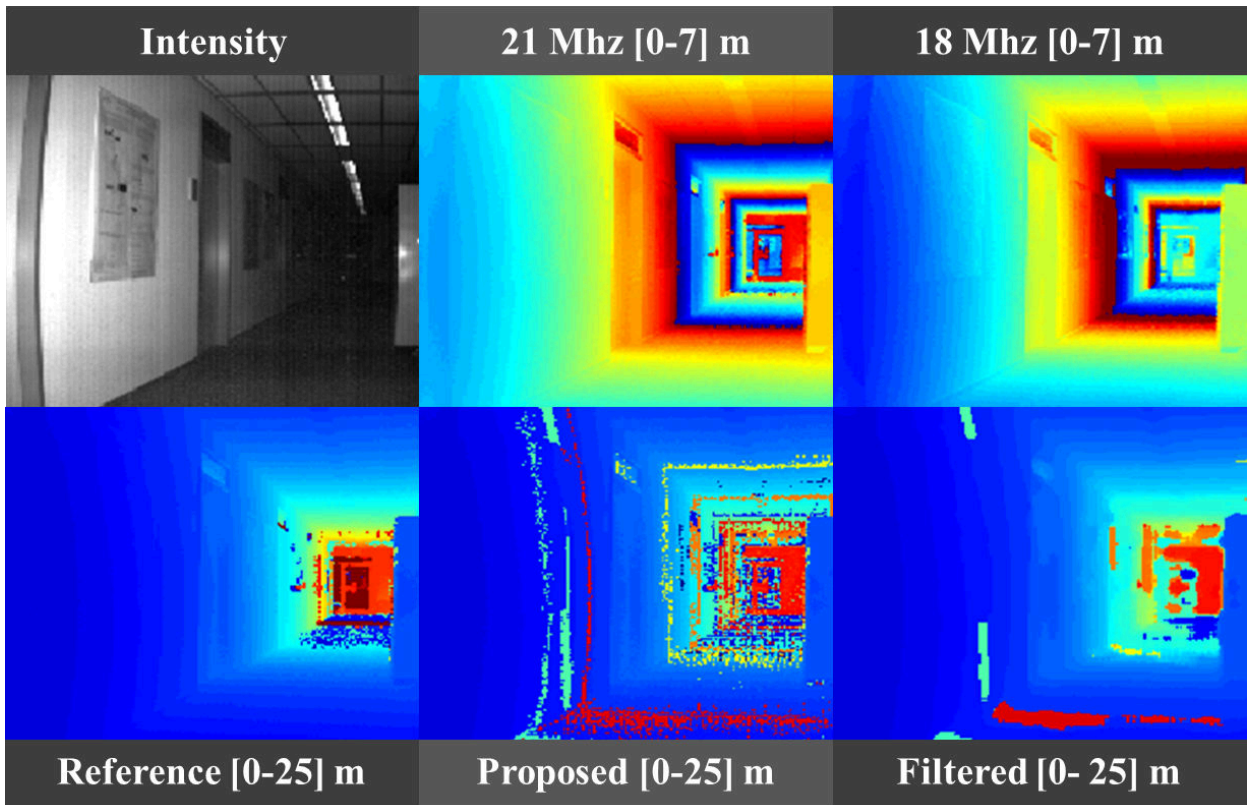 Intensity
21 Mhz [0-7] m
18 Mhz [0-7] m
Reference [0-25] m
Proposed [0-25] m
Filtered [0- 25] m